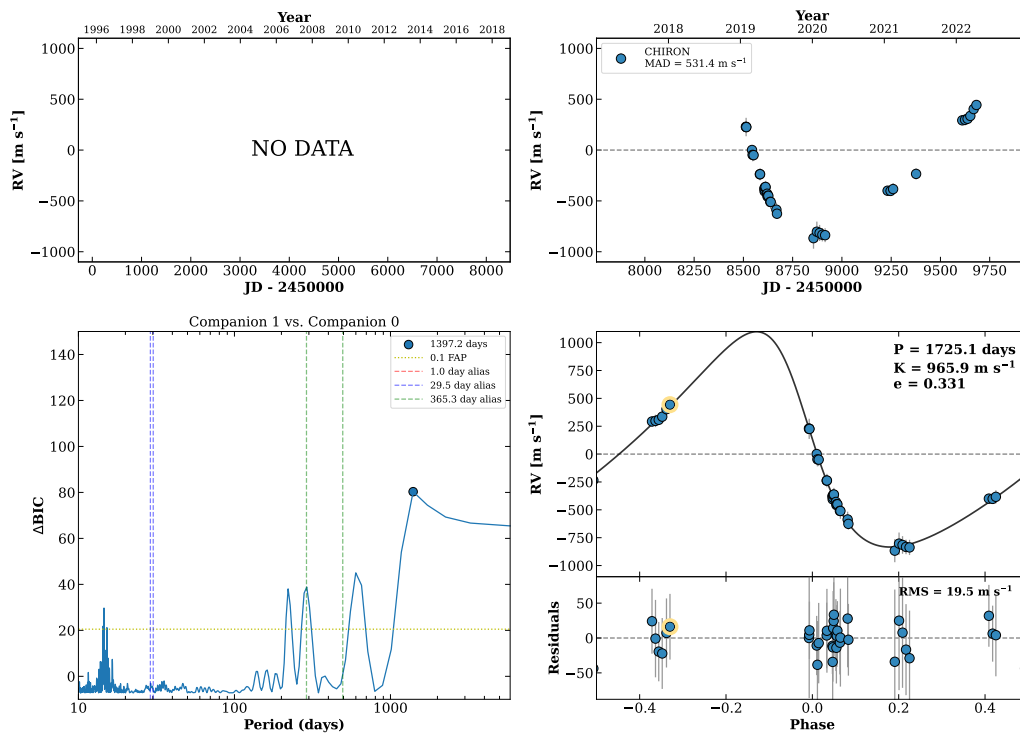 Year
1996 1998 2000 2002 2004 2006 2008 2010 2012 2014 2016 2018
1000
500
0
−500
−1000
RV [m s⁻¹]
NO DATA
0 1000 2000 3000 4000 5000 6000 7000 8000
JD - 2450000
Year
2018 2019 2020 2021 2022
CHIRON
MAD = 531.4 m s⁻¹
1000
500
0
−500
−1000
RV [m s⁻¹]
8000 8250 8500 8750 9000 9250 9500 9750
JD - 2450000
Companion 1 vs. Companion 0
1397.2 days
0.1 FAP
1.0 day alias
29.5 day alias
365.3 day alias
140
120
100
80
60
40
20
0
ΔBIC
10 100 1000
Period (days)
P = 1725.1 days
K = 965.9 m s⁻¹
e = 0.331
1000
750
500
250
0
−250
−500
−750
−1000
RV [m s⁻¹]
RMS = 19.5 m s⁻¹
50
0
−50
Residuals
−0.4 −0.2 0.0 0.2 0.4
Phase